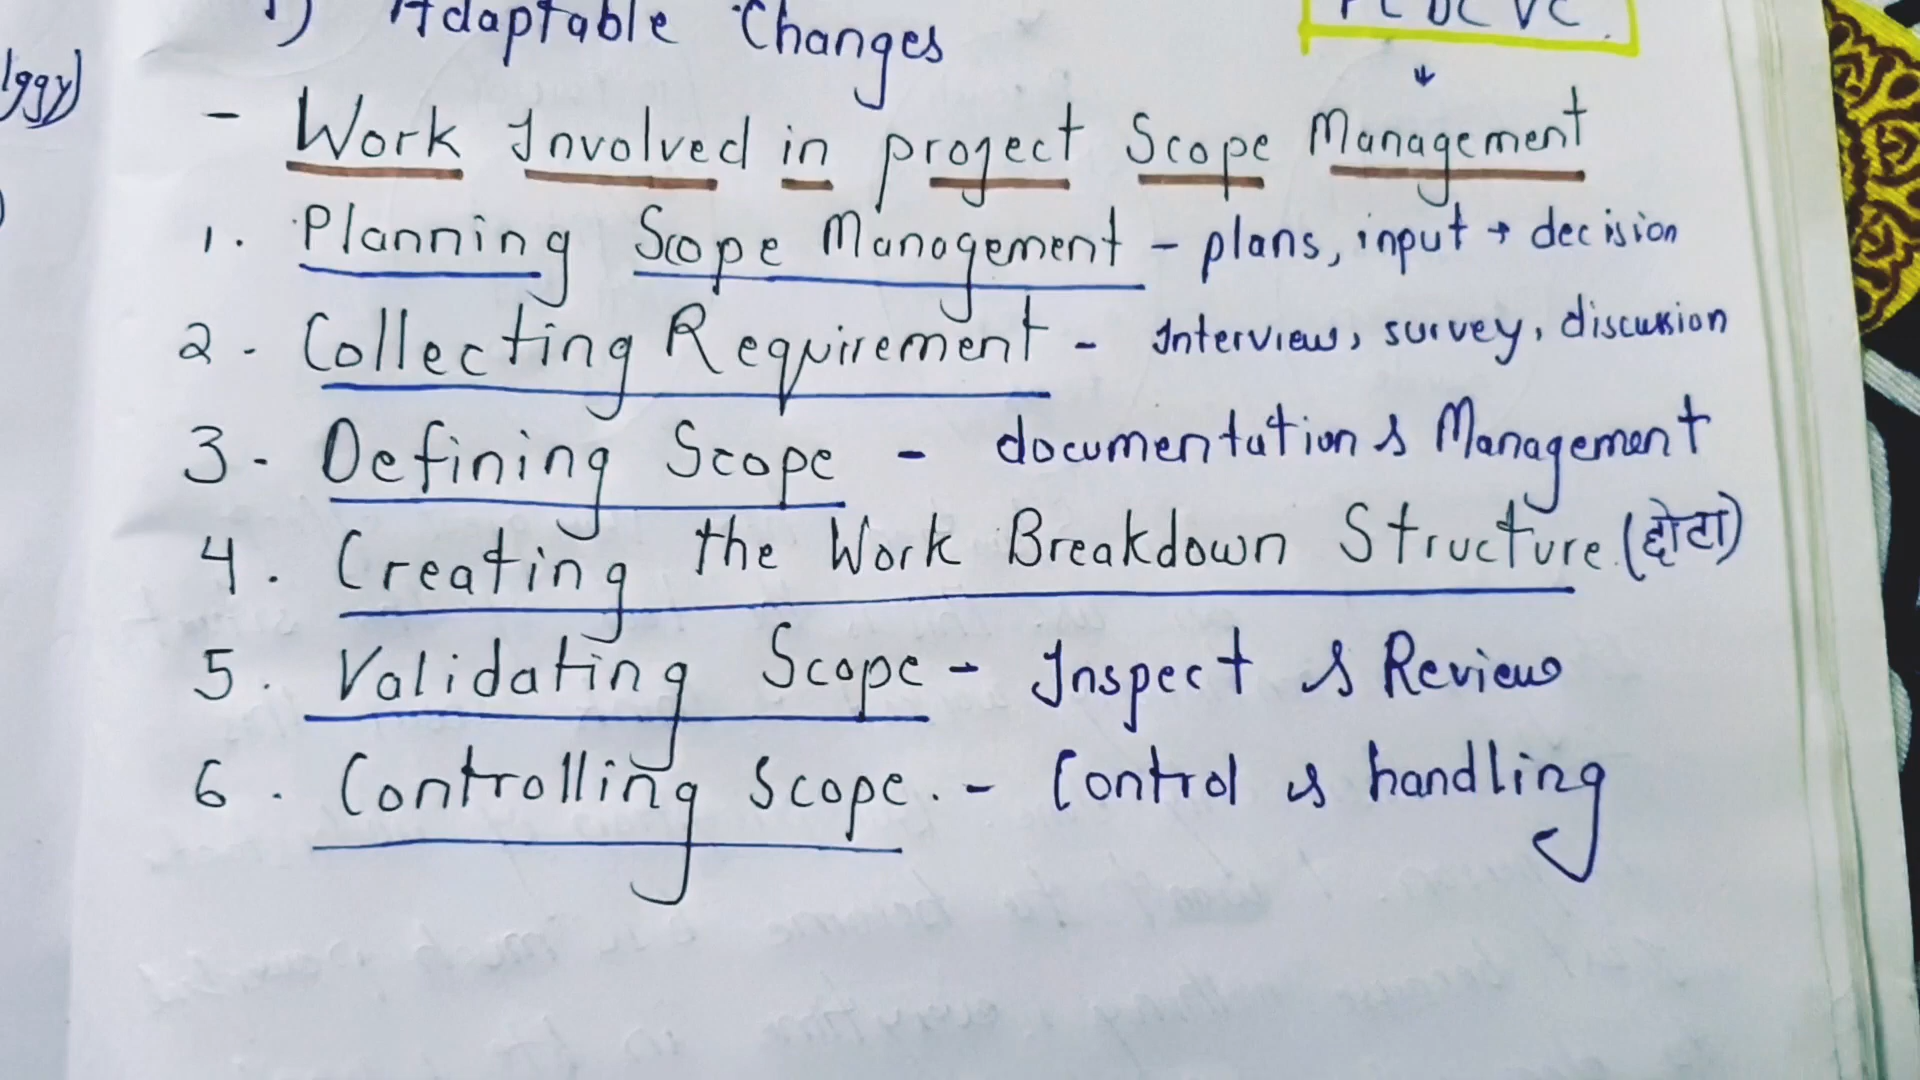 Adaptable Changes
- Work Involved in project Scope Management
1. Planning Scope Management - plans, input → decision
2 - Collecting Requirement - Interview, survey, discussion
3 - Defining Scope - documentation & Management
4. Creating the Work Breakdown Structure. (छोटा)
5. Validating Scope - Inspect & Review
6. Controlling Scope. - Control & handling